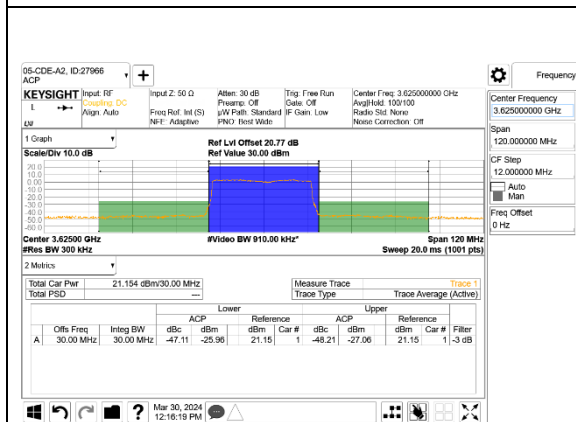 05-CDE-A2, ID:27966
ACP
Frequency
KEYSIGHT Input: RF Input Z: 50 Ω Atten: 30 dB Trig: Free Run Center Freq: 3.625000000 GHz
L Coupling: DC Preamp: Off Gate: Off Avg|Hold: 100/100
Align: Auto Freq Ref: Int (S) µW Path: Standard IF Gain: Low Radio Std: None
NFE: Adaptive PNO: Best Wide Noise Correction: Off
Center Frequency
3.625000000 GHz
Span
120.000000 MHz
CF Step
12.000000 MHz
Auto
Man
Freq Offset
0 Hz
1 Graph
Scale/Div 10.0 dB
Ref Lvl Offset 20.77 dB
Ref Value 30.00 dBm
20.0
10.0
0.00
-10.0
-20.0
-30.0
-40.0
-50.0
-60.0
Center 3.62500 GHz #Video BW 910.00 kHz* Span 120 MHz
#Res BW 300 kHz Sweep 20.0 ms (1001 pts)
2 Metrics
Total Car Pwr 21.154 dBm/30.00 MHz Measure Trace Trace 1
Total PSD --- Trace Type Trace Average (Active)
Lower Upper
ACP Reference ACP Reference
Offs Freq Integ BW dBc dBm dBm Car # dBc dBm dBm Car # Filter
A 30.00 MHz 30.00 MHz -47.11 -25.96 21.15 1 -48.21 -27.06 21.15 1 -3 dB
Mar 30, 2024
12:16:19 PM